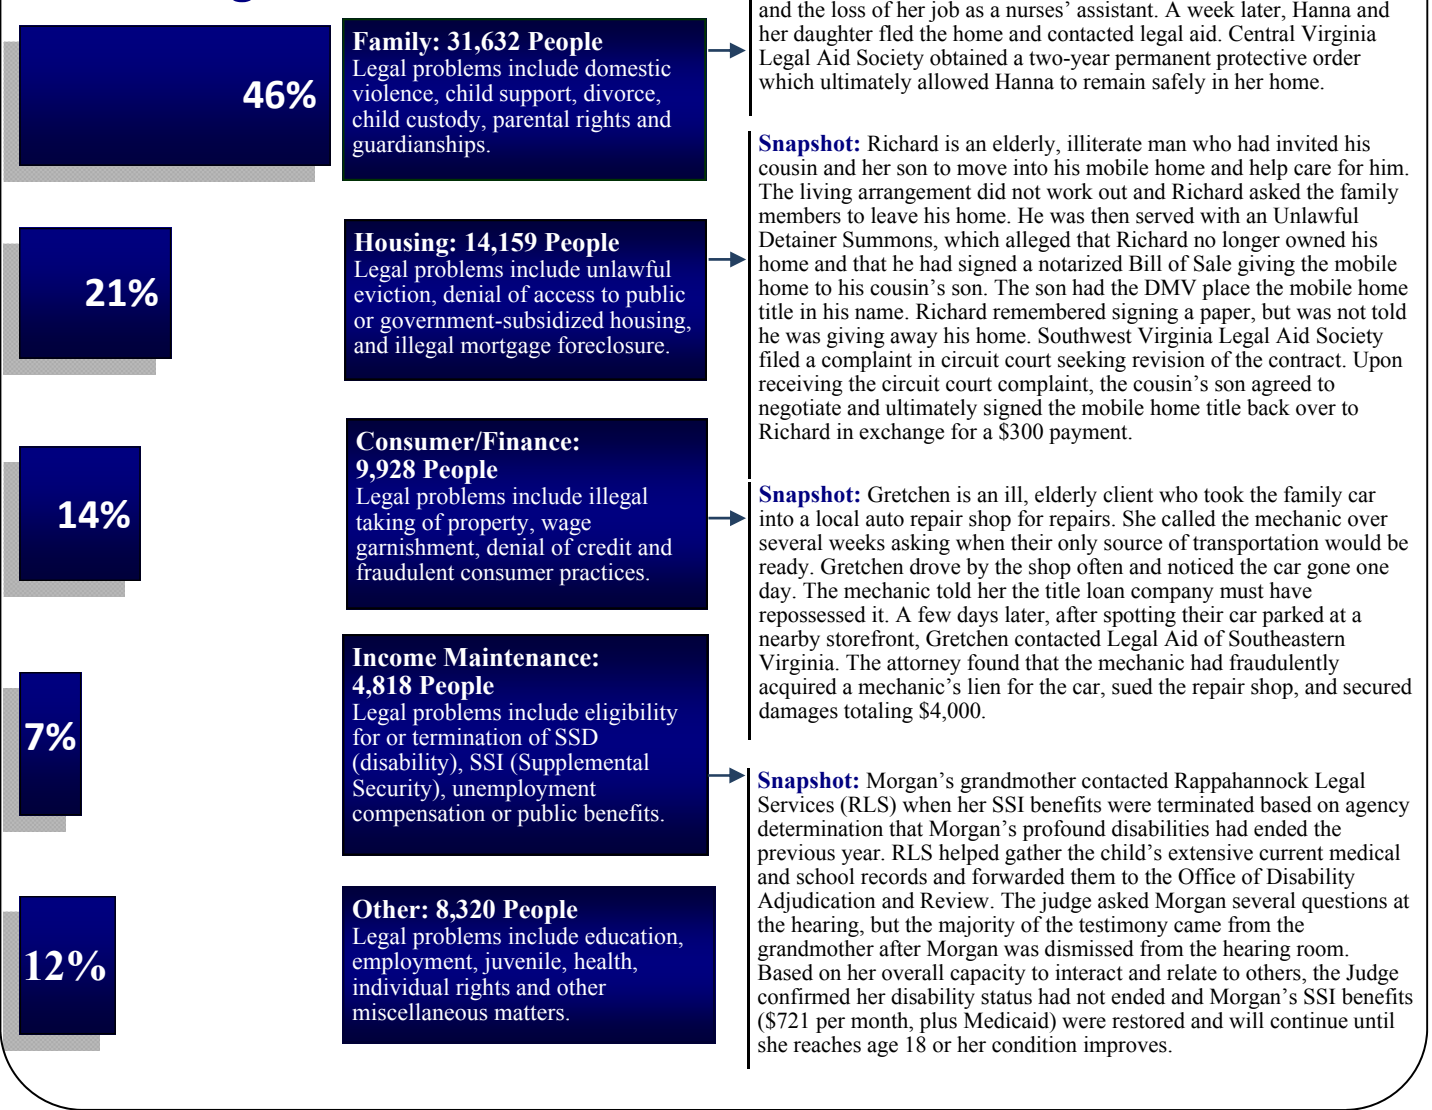 46%
Family: 31,632 People
Legal problems include domestic
violence, child support, divorce,
child custody, parental rights and
guardianships.
and the loss of her job as a nurses’ assistant. A week later, Hanna and
her daughter fled the home and contacted legal aid. Central Virginia
Legal Aid Society obtained a two-year permanent protective order
which ultimately allowed Hanna to remain safely in her home.
21%
Housing: 14,159 People
Legal problems include unlawful
eviction, denial of access to public
or government-subsidized housing,
and illegal mortgage foreclosure.
Snapshot: Richard is an elderly, illiterate man who had invited his
cousin and her son to move into his mobile home and help care for him.
The living arrangement did not work out and Richard asked the family
members to leave his home. He was then served with an Unlawful
Detainer Summons, which alleged that Richard no longer owned his
home and that he had signed a notarized Bill of Sale giving the mobile
home to his cousin’s son. The son had the DMV place the mobile home
title in his name. Richard remembered signing a paper, but was not told
he was giving away his home. Southwest Virginia Legal Aid Society
filed a complaint in circuit court seeking revision of the contract. Upon
receiving the circuit court complaint, the cousin’s son agreed to
negotiate and ultimately signed the mobile home title back over to
Richard in exchange for a $300 payment.
14%
Consumer/Finance:
9,928 People
Legal problems include illegal
taking of property, wage
garnishment, denial of credit and
fraudulent consumer practices.
Snapshot: Gretchen is an ill, elderly client who took the family car
into a local auto repair shop for repairs. She called the mechanic over
several weeks asking when their only source of transportation would be
ready. Gretchen drove by the shop often and noticed the car gone one
day. The mechanic told her the title loan company must have
repossessed it. A few days later, after spotting their car parked at a
nearby storefront, Gretchen contacted Legal Aid of Southeastern
Virginia. The attorney found that the mechanic had fraudulently
acquired a mechanic’s lien for the car, sued the repair shop, and secured
damages totaling $4,000.
7%
Income Maintenance:
4,818 People
Legal problems include eligibility
for or termination of SSD
(disability), SSI (Supplemental
Security), unemployment
compensation or public benefits.
Snapshot: Morgan’s grandmother contacted Rappahannock Legal
Services (RLS) when her SSI benefits were terminated based on agency
determination that Morgan’s profound disabilities had ended the
previous year. RLS helped gather the child’s extensive current medical
and school records and forwarded them to the Office of Disability
Adjudication and Review. The judge asked Morgan several questions at
the hearing, but the majority of the testimony came from the
grandmother after Morgan was dismissed from the hearing room.
Based on her overall capacity to interact and relate to others, the Judge
confirmed her disability status had not ended and Morgan’s SSI benefits
($721 per month, plus Medicaid) were restored and will continue until
she reaches age 18 or her condition improves.
12%
Other: 8,320 People
Legal problems include education,
employment, juvenile, health,
individual rights and other
miscellaneous matters.